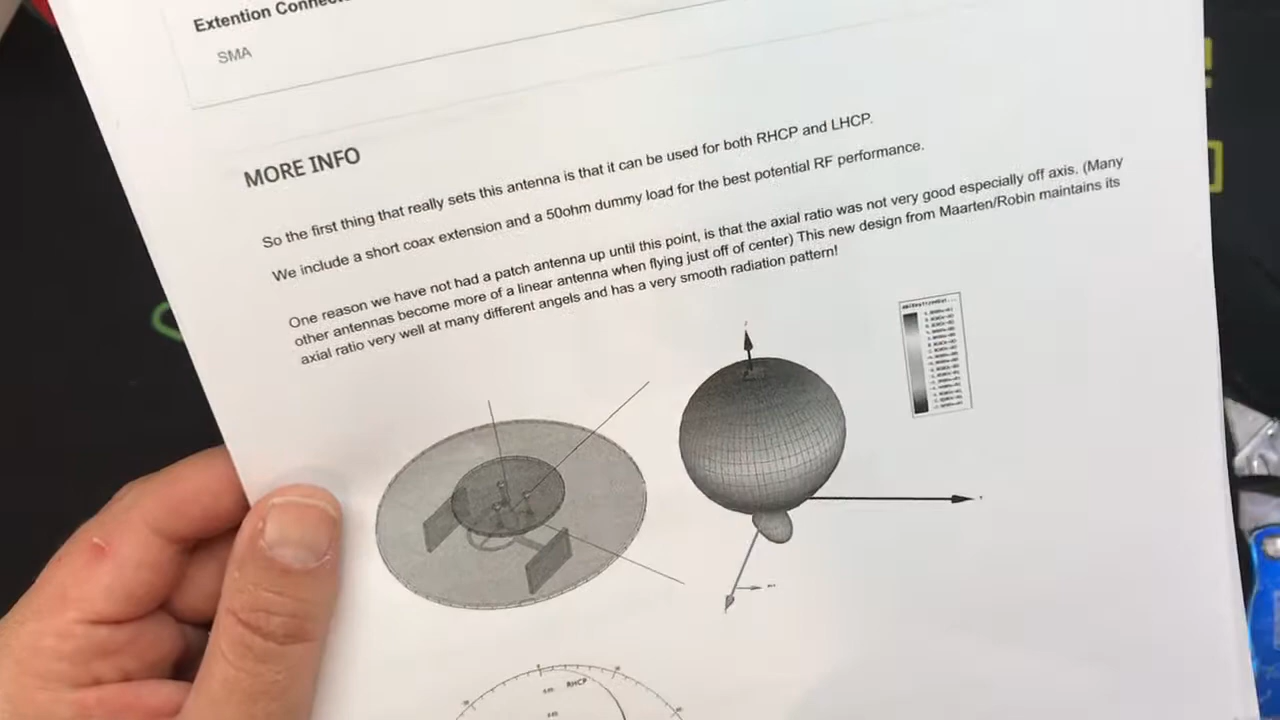 Extention
SMA
MORE INFO
So the first thing that really sets this antenna is that it can be used for both RHCP and LHCP.
We include a short coax extension and a 50ohm dummy load for the best potential RF performance.
One reason we have not had a patch antenna up until this point, is that the axial ratio was not very good especially off axis. (Many
other antennas become more of a linear antenna when flying just off of center) This new design from Maarten/Robin maintains its
axial ratio very well at many different angels and has a very smooth radiation pattern!
RHCP